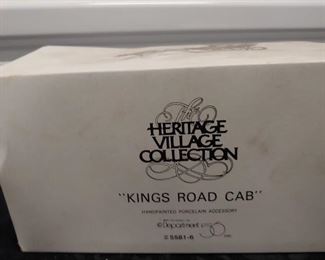 The
HERITAGE
VILLAGE
COLLECTION
"KINGS ROAD CAB"
HANDPAINTED PORCELAIN ACCESSORY
© Department 56
5581-6